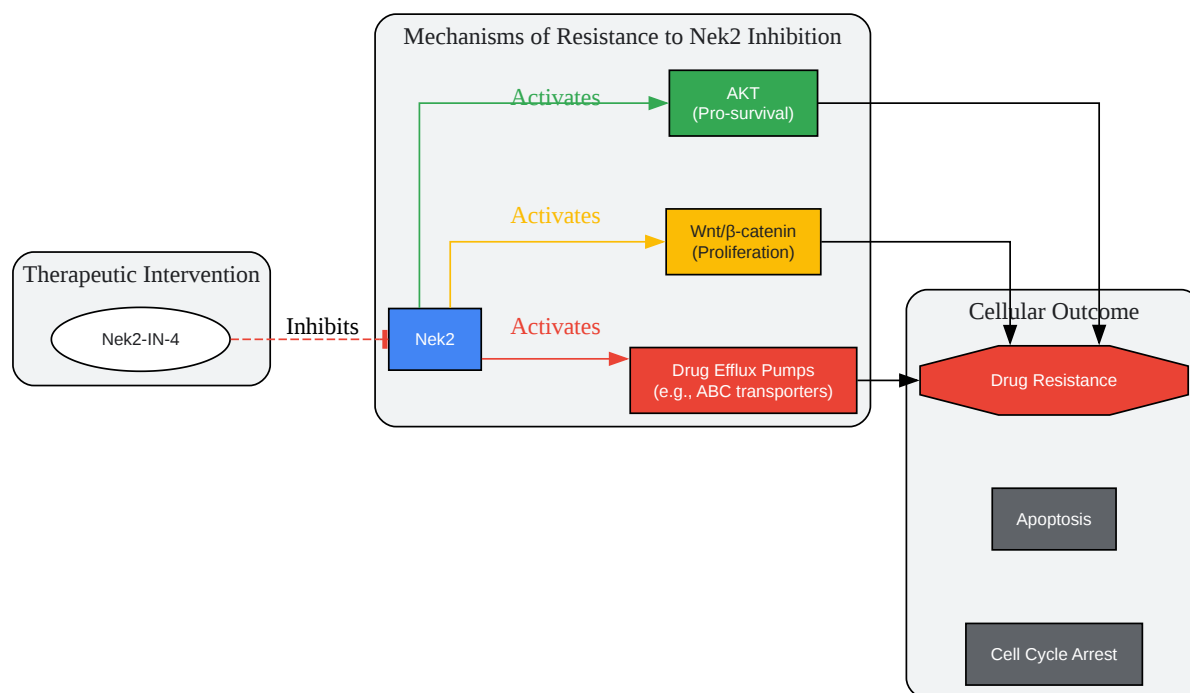 Mechanisms of Resistance to Nek2 Inhibition
Activates
AKT
(Pro-survival)
Activates
Wnt/β-catenin
(Proliferation)
Therapeutic Intervention
Nek2-IN-4
Inhibits
Nek2
Activates
Drug Efflux Pumps
(e.g., ABC transporters)
Cellular Outcome
Drug Resistance
Apoptosis
Cell Cycle Arrest